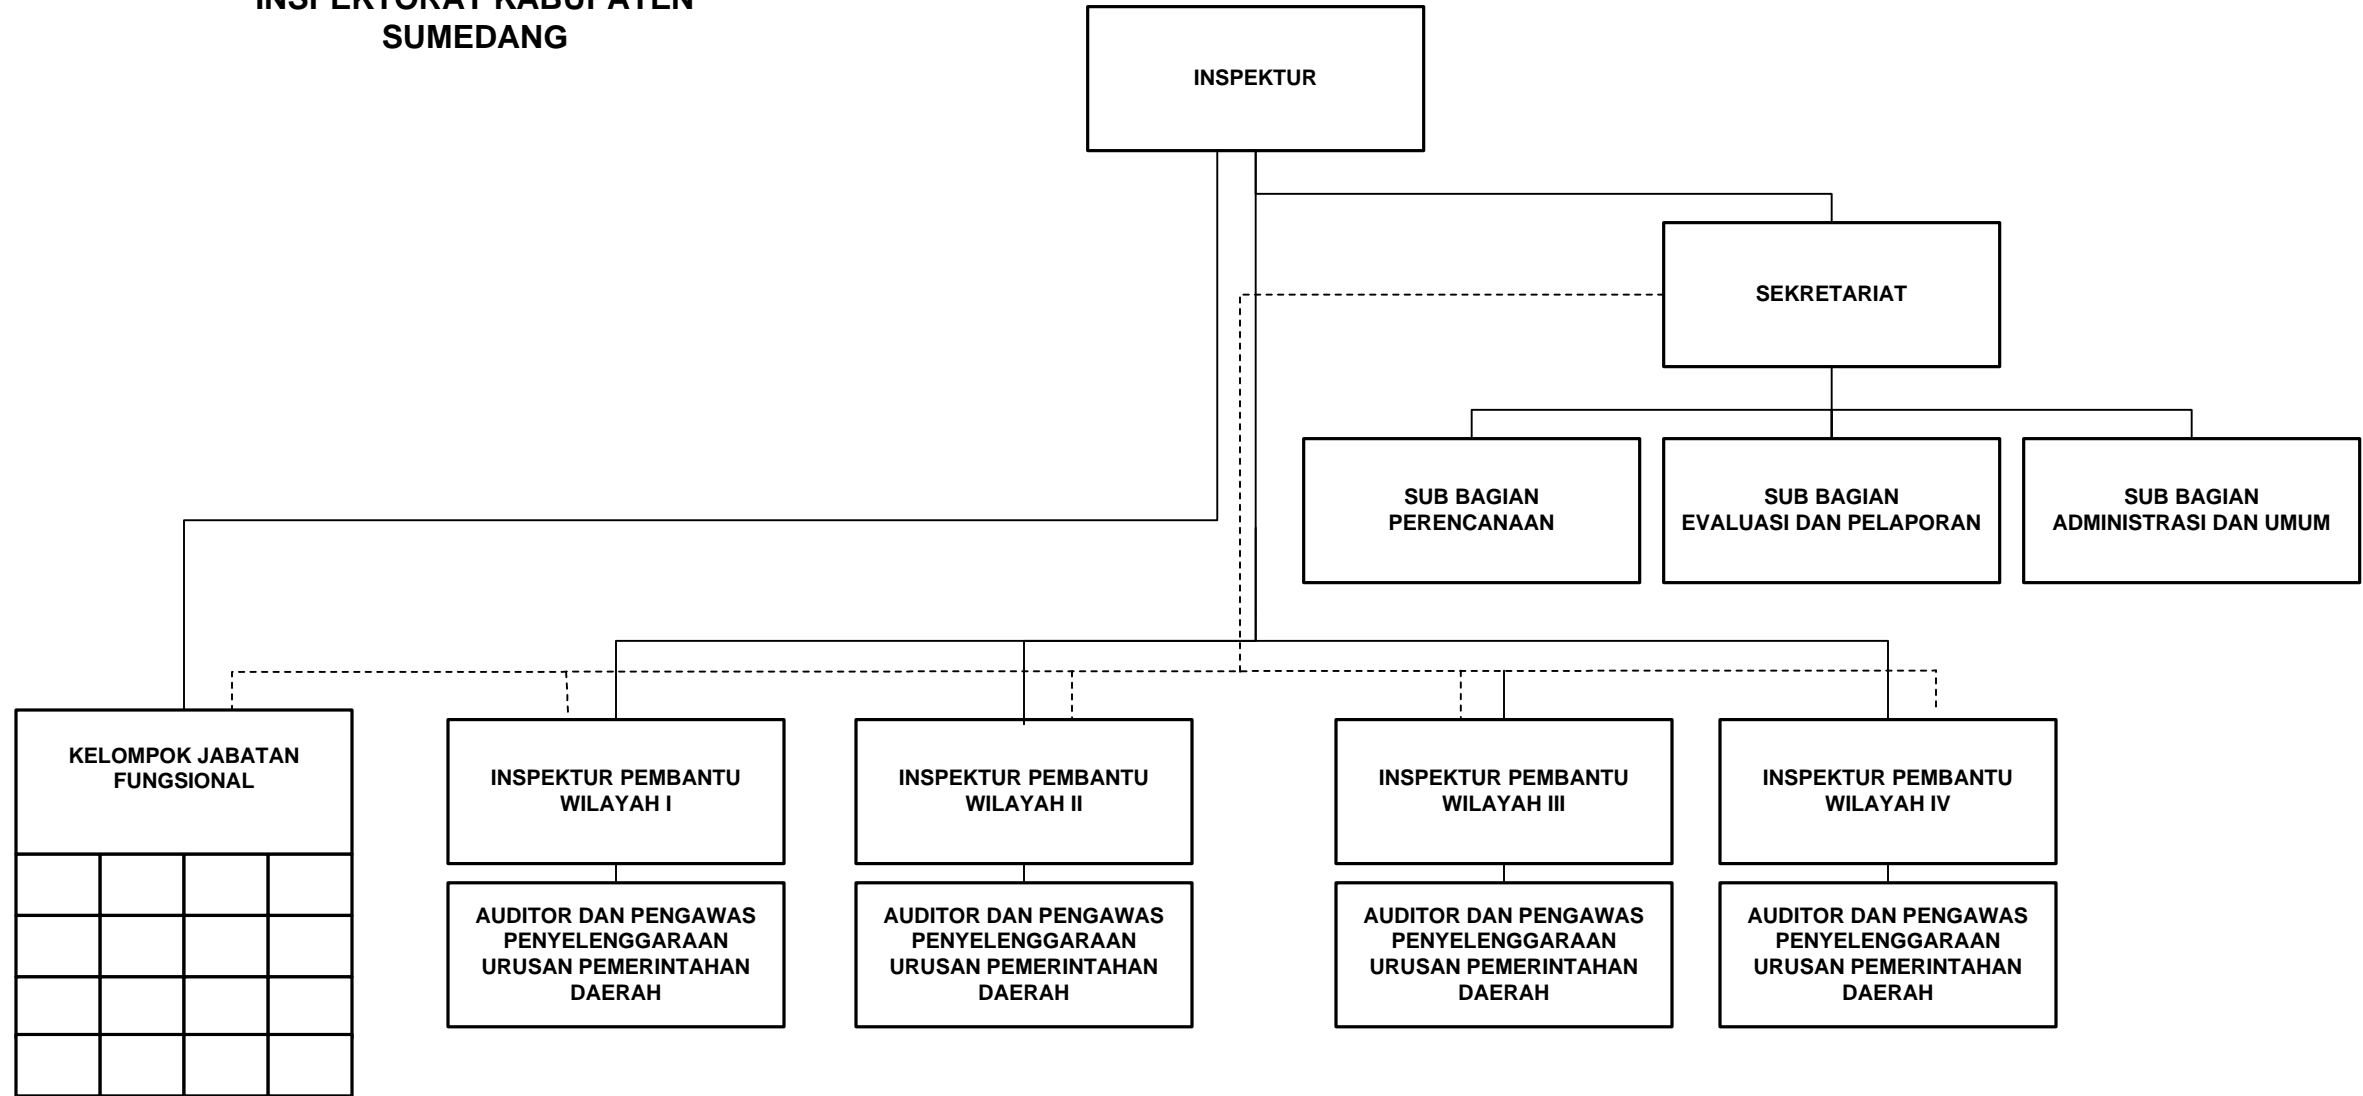 INSPEKTORAT KABUPATEN
SUMEDANG
INSPEKTUR
SEKRETARIAT
SUB BAGIAN
PERENCANAAN
SUB BAGIAN
EVALUASI DAN PELAPORAN
SUB BAGIAN
ADMINISTRASI DAN UMUM
KELOMPOK JABATAN
FUNGSIONAL
INSPEKTUR PEMBANTU
WILAYAH I
INSPEKTUR PEMBANTU
WILAYAH II
INSPEKTUR PEMBANTU
WILAYAH III
INSPEKTUR PEMBANTU
WILAYAH IV
AUDITOR DAN PENGAWAS
PENYELENGGARAAN
URUSAN PEMERINTAHAN
DAERAH
AUDITOR DAN PENGAWAS
PENYELENGGARAAN
URUSAN PEMERINTAHAN
DAERAH
AUDITOR DAN PENGAWAS
PENYELENGGARAAN
URUSAN PEMERINTAHAN
DAERAH
AUDITOR DAN PENGAWAS
PENYELENGGARAAN
URUSAN PEMERINTAHAN
DAERAH